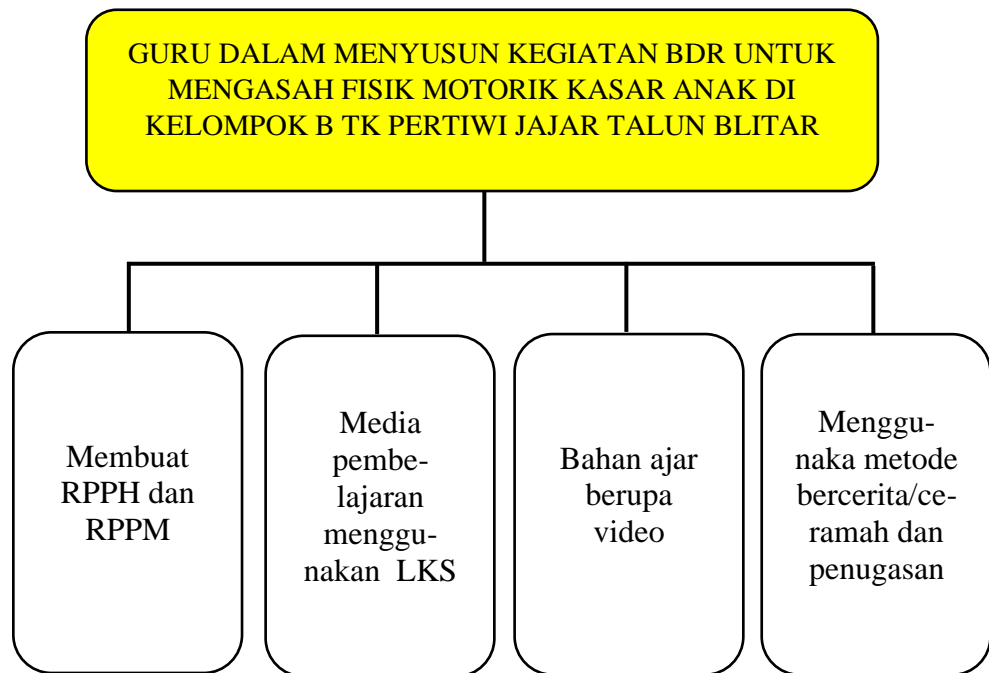 GURU DALAM MENYUSUN KEGIATAN BDR UNTUK
MENGASAH FISIK MOTORIK KASAR ANAK DI
KELOMPOK B TK PERTIWI JAJAR TALUN BLITAR
Membuat
RPPH dan
RPPM
Media
pembe-
lajaran
menggu-
nakan LKS
Bahan ajar
berupa
video
Menggu-
naka metode
bercerita/ce-
ramah dan
penugasan